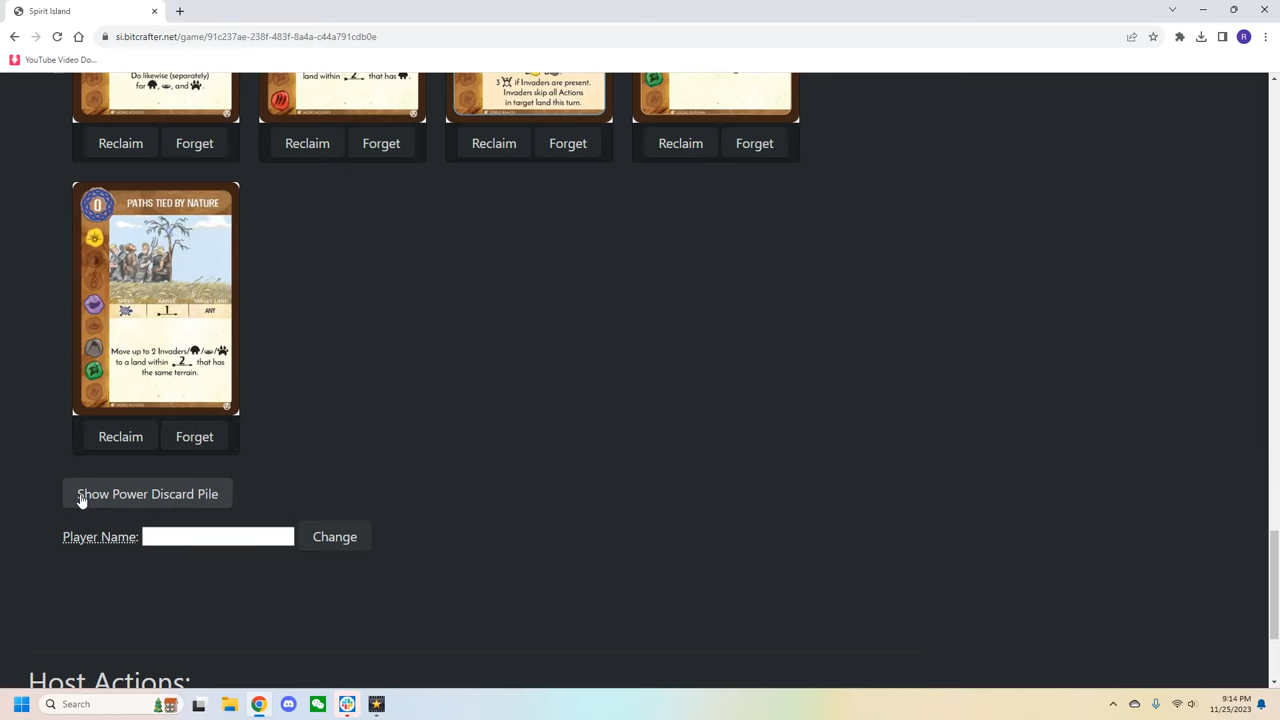 Spirit Island
si.bitcrafter.net/game/91c237ae-238f-483f-8a4a-c44a791cdb0e
R
YouTube Video Do...
Do likewise (separately)
for , , and .
land within 2 that has .
3 if Invaders are present.
Invaders skip all Actions
in target land this turn.
Reclaim Forget Reclaim Forget Reclaim Forget Reclaim Forget
0 PATHS TIED BY NATURE
SPEED RANGE TARGET LAND
1 ANY
Move up to 2 Invaders/ / /
to a land within 2 that has
the same terrain.
Reclaim Forget
Show Power Discard Pile
Player Name: Change
Host Actions:
Search
9:14 PM
11/25/2023